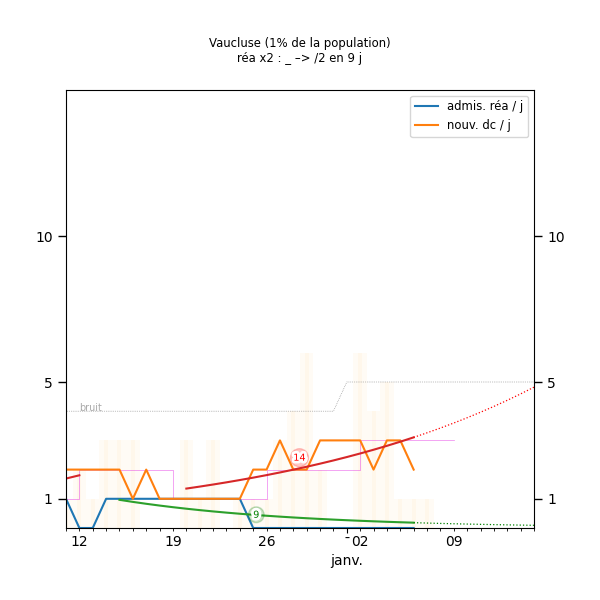 Vaucluse (1% de la population)
réa x2 : _ –> /2 en 9 j
admis. réa / j
nouv. dc / j
10
10
bruit
5
5
14
9
1
1
12
19
26
02
09
janv.